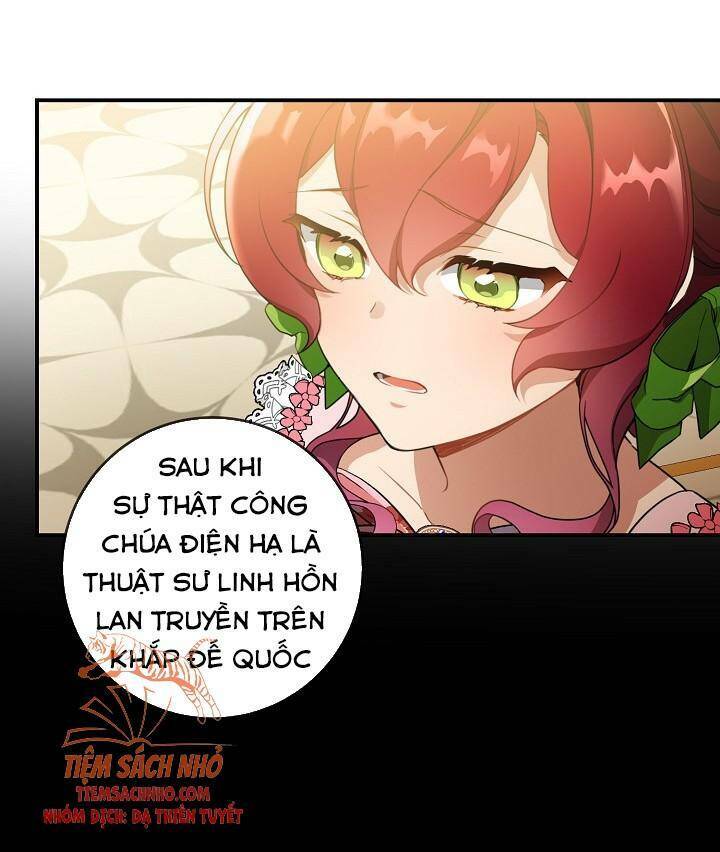 SAU KHI
SỰ THẬT CÔNG
CHÚA ĐIỆN HẠ LÀ
THUẬT SƯ LINH HỒN
LAN TRUYỀN TRÊN
KHẮP ĐẾ QUỐC
TIỆM SÁCH NHỎ
TIEMSACHNHO.COM
NHÓM DỊCH: DẠ THIÊN TUYẾT